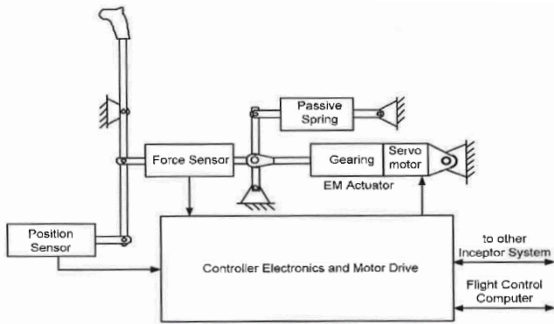 Passive
Spring
Force Sensor
Gearing
Servo
motor
EM Actuator
Position
Sensor
Controller Electronics and Motor Drive
to other
Inceptor System
Flight Control
Computer